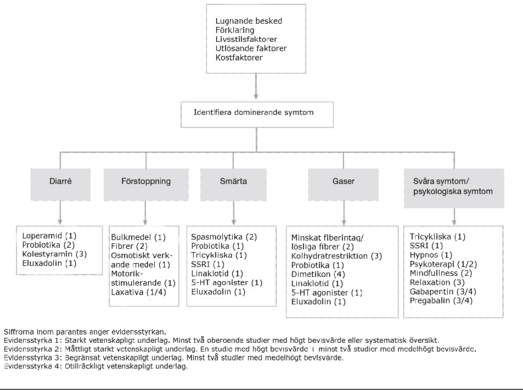 Lugnande besked
Förklaring
Livsstilsfaktorer
Utlösande faktorer
Kostfaktorer
Identifiera dominerande symtom
Diarré
Förstoppning
Smärta
Gaser
Svåra symtom/
psykologiska symtom
Loperamid (1)
Probiotika (2)
Kolestyramin (3)
Eluxadolin (1)
Bulkmedel (1)
Fibrer (2)
Osmotiskt verk-
ande medel (1)
Motorik-
stimulerande (1)
Laxativa (1/4)
Spasmolytika (2)
Probiotika (1)
Tricykliska (1)
SSRI (1)
Linaklotid (1)
5-HT agonister (1)
Eluxadolin (1)
Minskat fiberintag/
lösliga fibrer (2)
Kolhydratrestriktion (3)
Probiotika (1)
Dimetikon (4)
Linaklotid (1)
5-HT agonister (1)
Eluxadolin (1)
Tricykliska (1)
SSRI (1)
Hypnos (1)
Psykoterapi (1/2)
Mindfullness (2)
Relaxation (3)
Gabapentin (3/4)
Pregabalin (3/4)
Siffrorna inom parantes anger evidensstyrkan.
Evidensstyrka 1: Starkt vetenskapligt underlag. Minst två oberoende studier med högt bevisvärde eller systematisk översikt.
Evidensstyrka 2: Måttligt starkt vetenskapligt underlag. En studie med högt bevisvärde + minst två studier med medelhögt bevisvärde.
Evidensstyrka 3: Begränsat vetenskapligt underlag. Minst två studier med medelhögt bevisvärde.
Evidensstyrka 4: Otillräckligt vetenskapligt underlag.